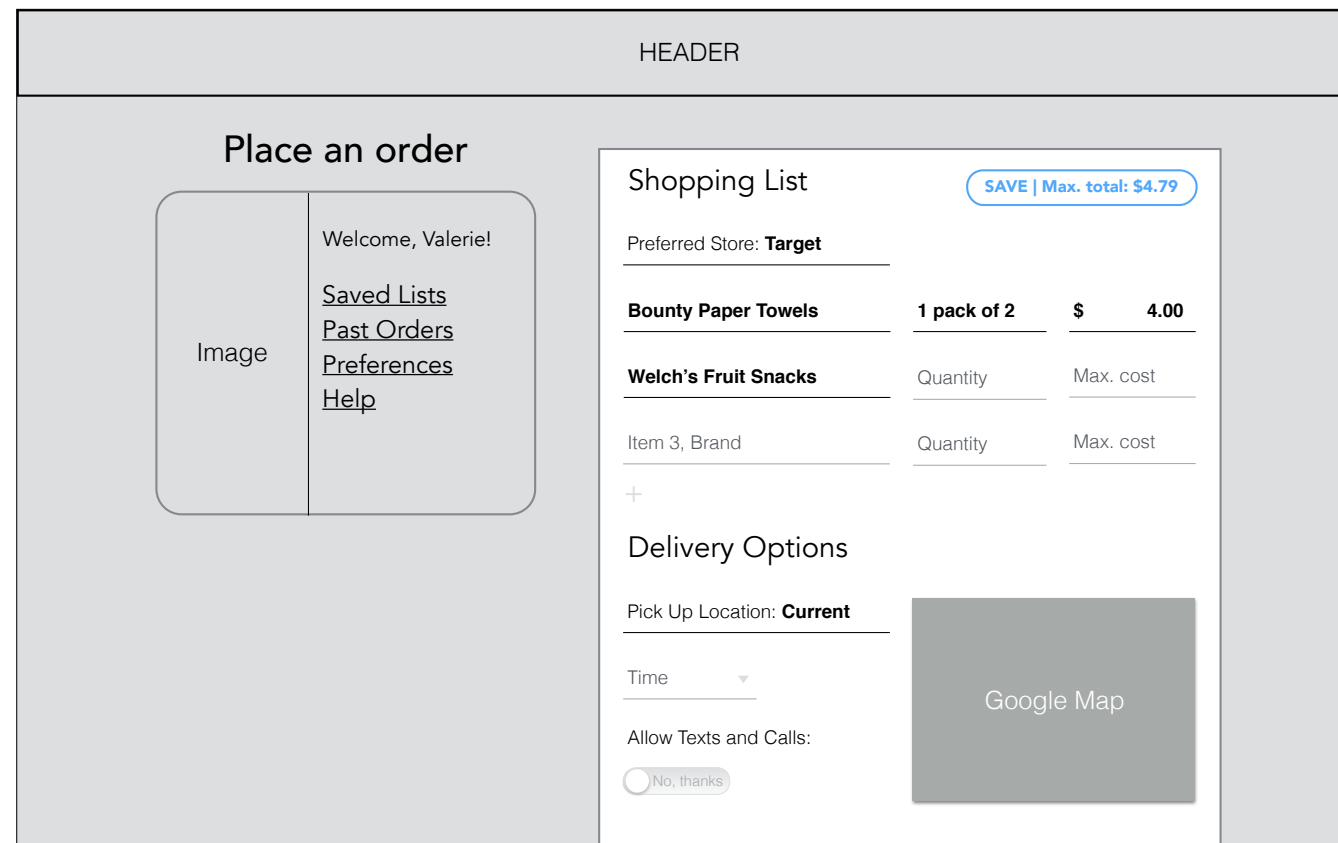 HEADER
Place an order
Image
Welcome, Valerie!
Saved Lists
Past Orders
Preferences
Help
Shopping List
SAVE | Max. total: $4.79
Preferred Store: Target
Bounty Paper Towels 1 pack of 2 $ 4.00
Welch’s Fruit Snacks Quantity Max. cost
Item 3, Brand Quantity Max. cost
+
Delivery Options
Pick Up Location: Current
Time
Allow Texts and Calls:
No, thanks
Google Map